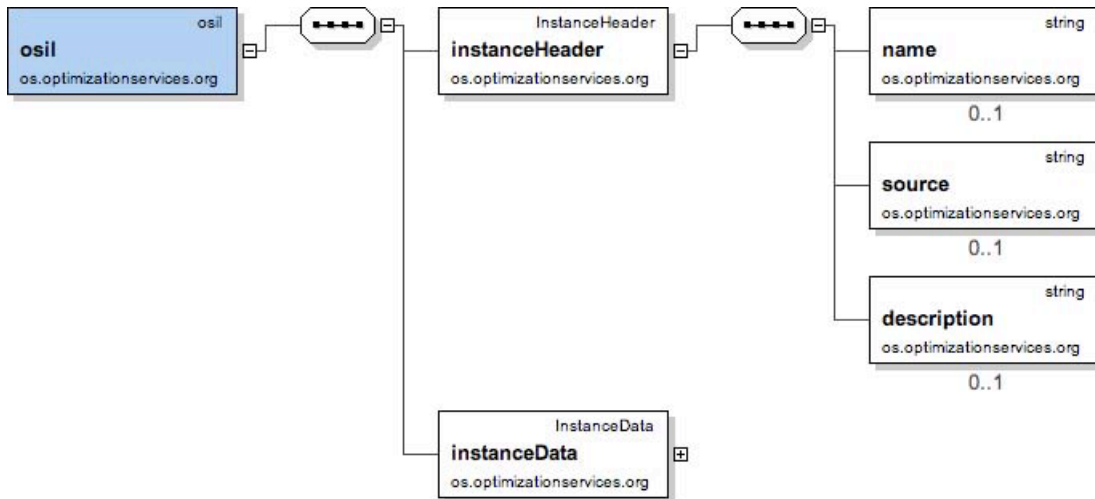 osil
osil
os.optimizationservices.org
InstanceHeader
instanceHeader
os.optimizationservices.org
string
name
os.optimizationservices.org
0..1
string
source
os.optimizationservices.org
0..1
string
description
os.optimizationservices.org
0..1
InstanceData
instanceData
os.optimizationservices.org